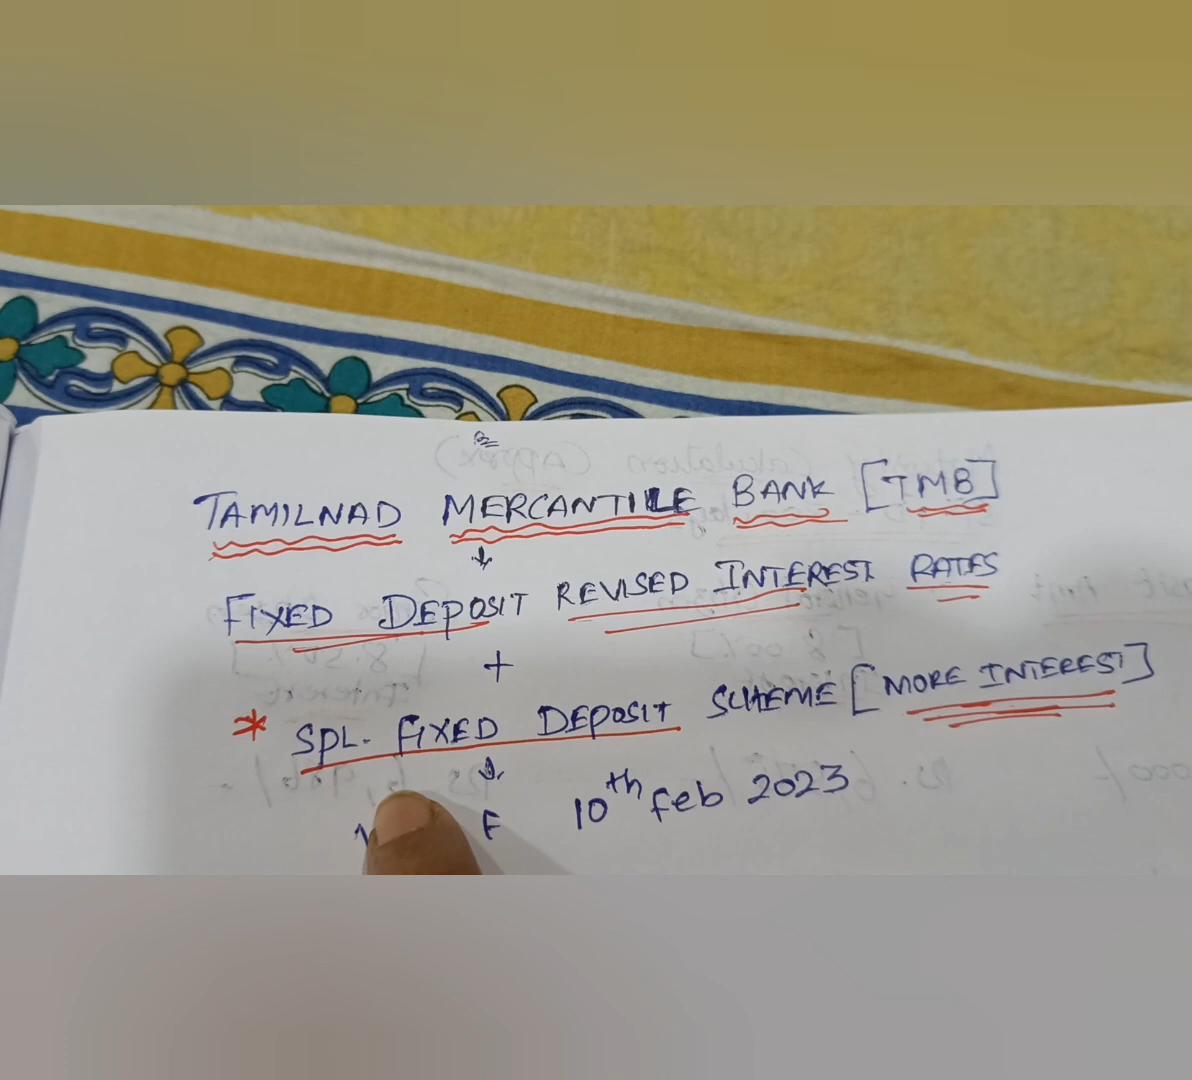 TAMILNAD MERCANTILE BANK [TMB]
FIXED DEPOSIT REVISED INTEREST RATES
+
* SPL. FIXED DEPOSIT SCHEME [MORE INTEREST]
F 10th feb 2023